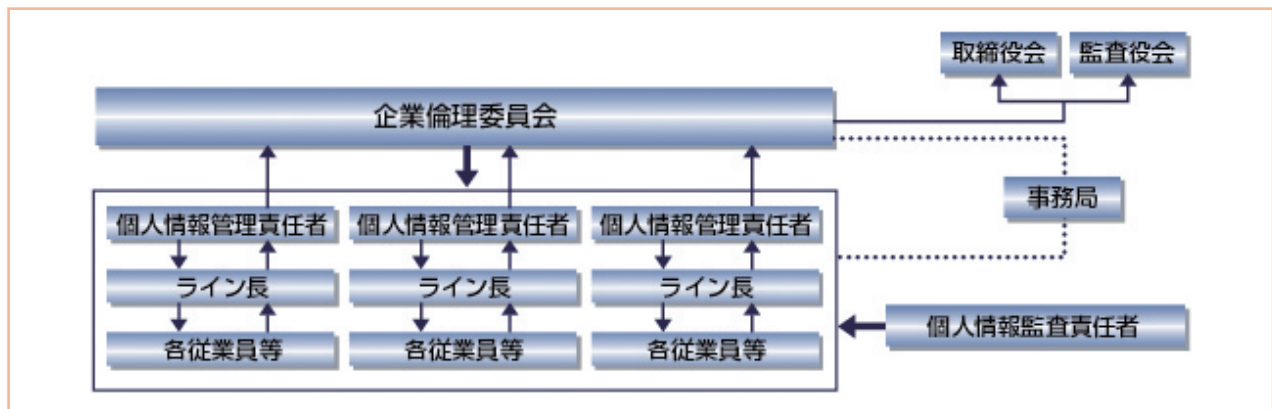 取締役会 監査役会
企業倫理委員会
事務局
個人情報管理責任者 個人情報管理責任者 個人情報管理責任者
ライン長 ライン長 ライン長
個人情報監査責任者
各従業員等 各従業員等 各従業員等